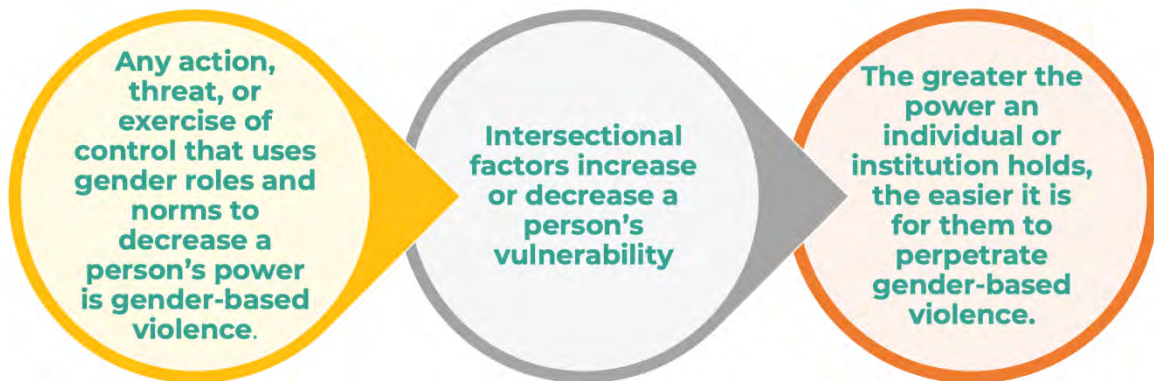 Any action,
threat, or
exercise of
control that uses
gender roles and
norms to
decrease a
person’s power
is gender-based
violence.
Intersectional
factors increase
or decrease a
person’s
vulnerability
The greater the
power an
individual or
institution holds,
the easier it is
for them to
perpetrate
gender-based
violence.